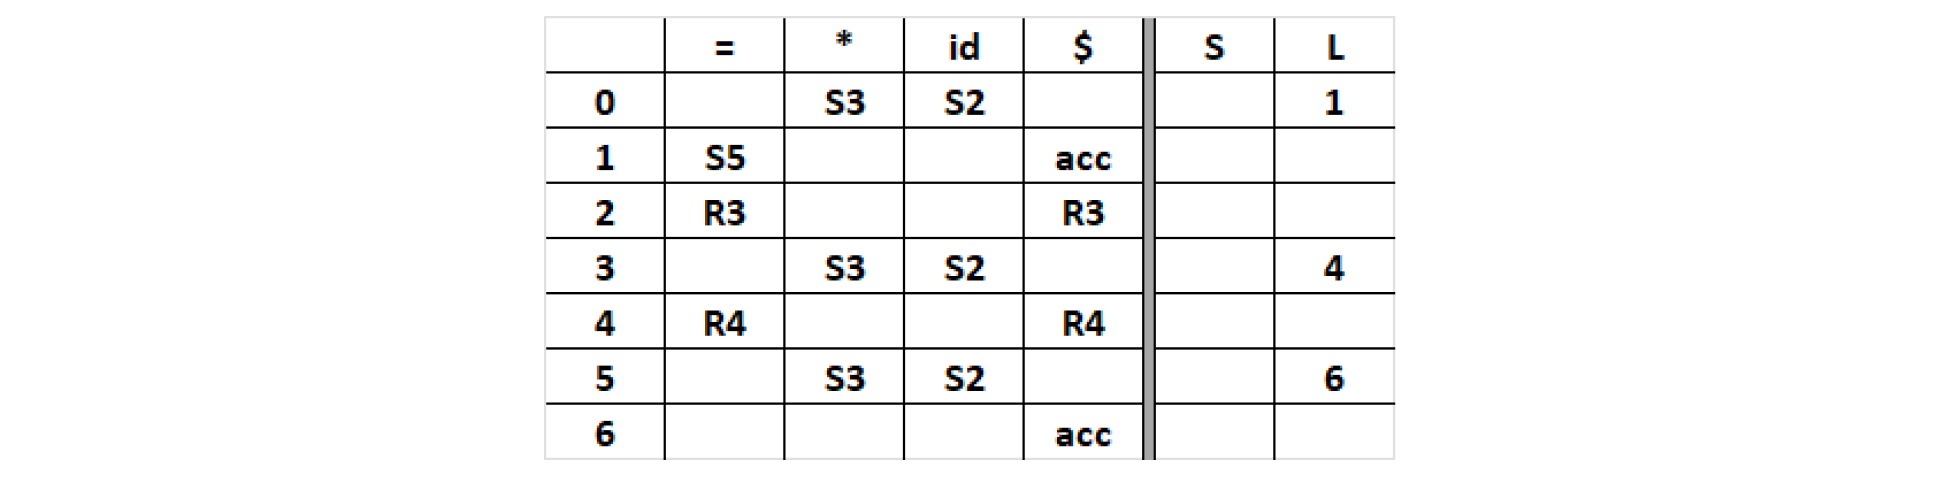 = * id $ S L
0 S3 S2 1
1 S5 acc
2 R3 R3
3 S3 S2 4
4 R4 R4
5 S3 S2 6
6 acc